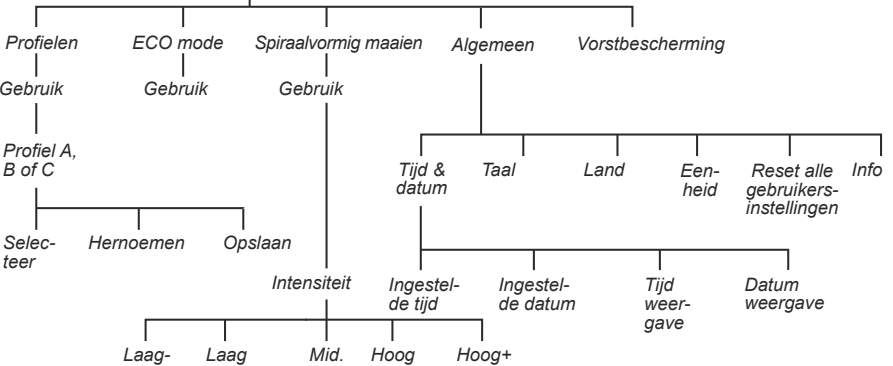 Profielen
ECO mode
Spiraalvormig maaien
Algemeen
Vorstbescherming
Gebruik
Gebruik
Gebruik
Profiel A,
B of C
Tijd &
datum
Taal
Land
Een-
heid
Reset alle
gebruikers-
instellingen
Info
Selec-
teer
Hernoemen
Opslaan
Intensiteit
Ingestel-
de tijd
Ingestel-
de datum
Tijd
weer-
gave
Datum
weergave
Laag-
Laag
Mid.
Hoog
Hoog+